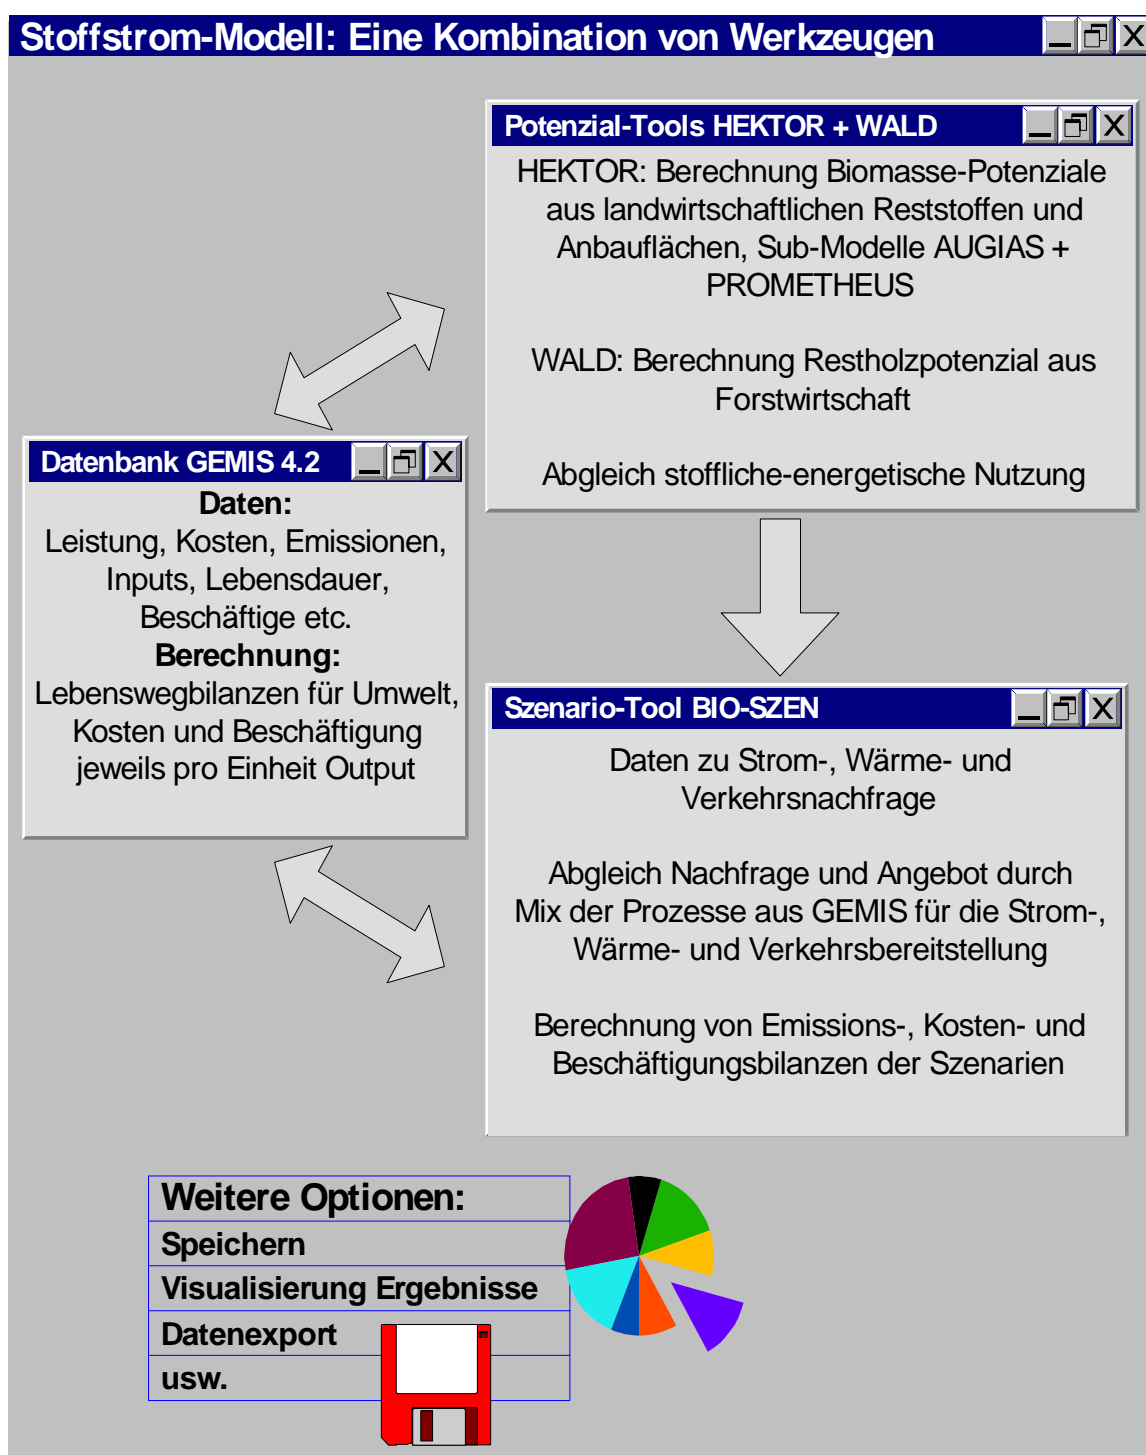 Stoffstrom-Modell: Eine Kombination von Werkzeugen
Potenzial-Tools HEKTOR + WALD
HEKTOR: Berechnung Biomasse-Potenziale
aus landwirtschaftlichen Reststoffen und
Anbauflächen, Sub-Modelle AUGIAS +
PROMETHEUS
WALD: Berechnung Restholzpotenzial aus
Forstwirtschaft
Abgleich stoffliche-energetische Nutzung
Datenbank GEMIS 4.2
Daten:
Leistung, Kosten, Emissionen,
Inputs, Lebensdauer,
Beschäftige etc.
Berechnung:
Lebenswegbilanzen für Umwelt,
Kosten und Beschäftigung
jeweils pro Einheit Output
Szenario-Tool BIO-SZEN
Daten zu Strom-, Wärme- und
Verkehrsnachfrage
Abgleich Nachfrage und Angebot durch
Mix der Prozesse aus GEMIS für die Strom-,
Wärme- und Verkehrsbereitstellung
Berechnung von Emissions-, Kosten- und
Beschäftigungsbilanzen der Szenarien
Weitere Optionen:
Speichern
Visualisierung Ergebnisse
Datenexport
usw.